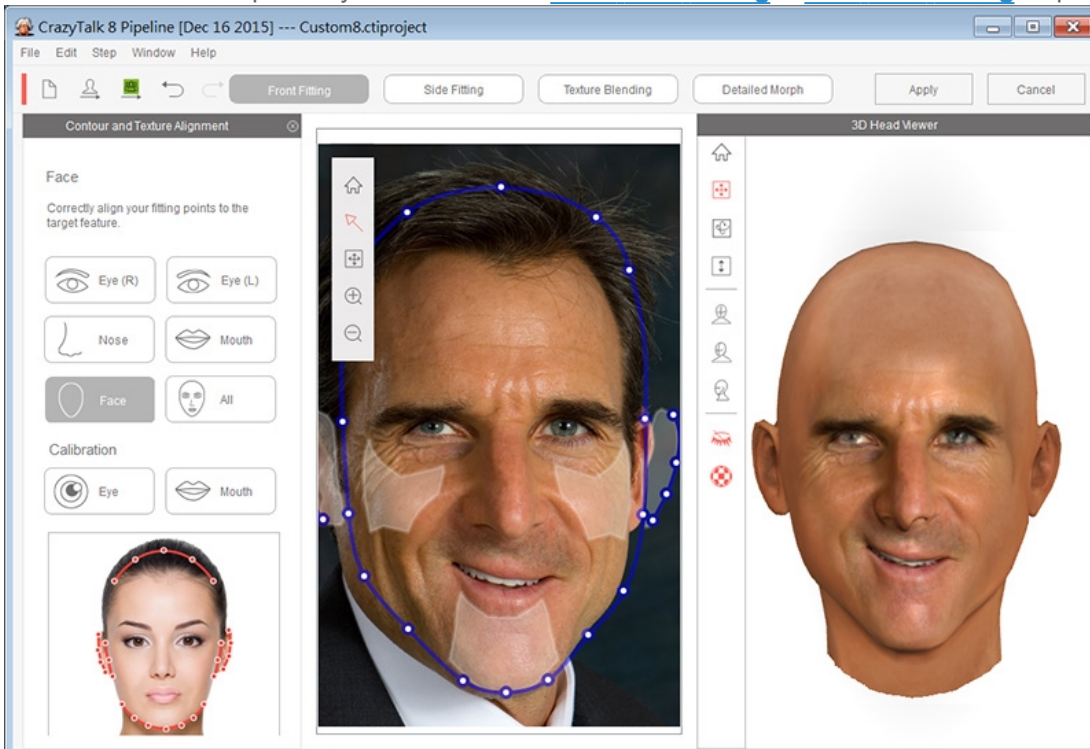 CrazyTalk 8 Pipeline [Dec 16 2015] --- Custom8.ctiproject
File Edit Step Window Help
Front Fitting Side Fitting Texture Blending Detailed Morph Apply Cancel
Contour and Texture Alignment
3D Head Viewer
Face
Correctly align your fitting points to the
target feature.
Eye (R) Eye (L)
Nose Mouth
Face All
Calibration
Eye Mouth